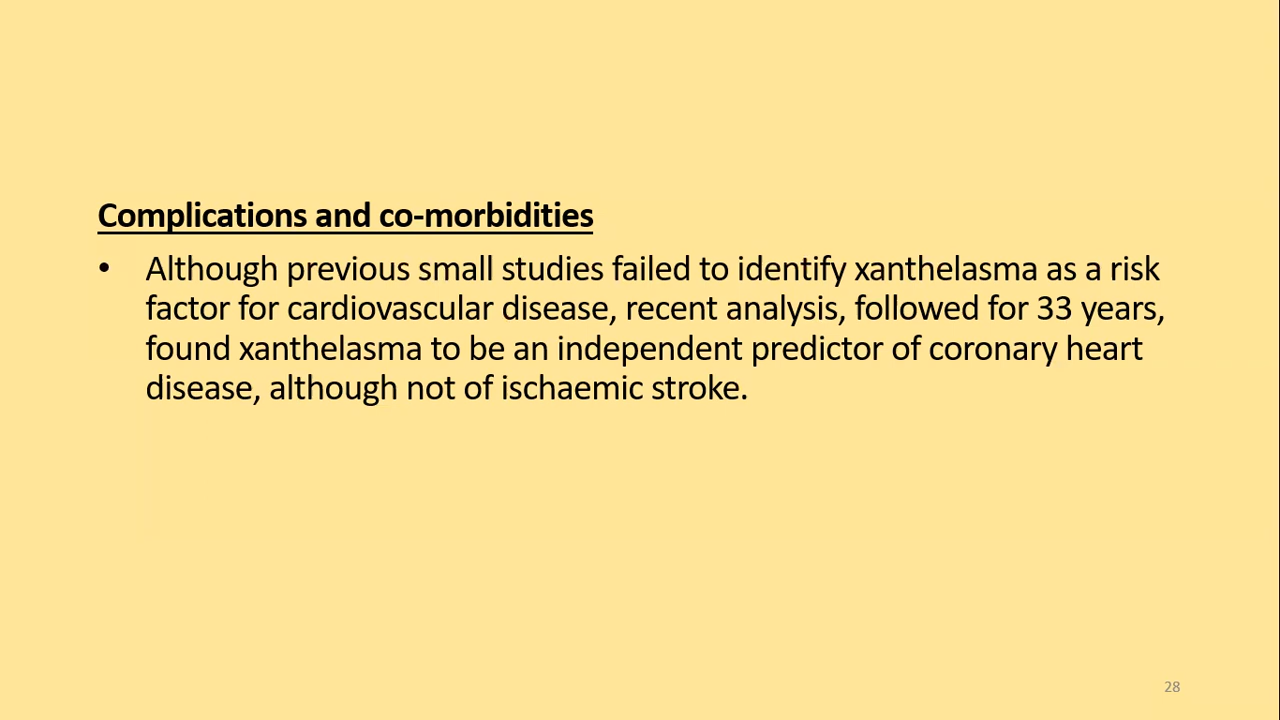 Complications and co-morbidities
• Although previous small studies failed to identify xanthelasma as a risk
factor for cardiovascular disease, recent analysis, followed for 33 years,
found xanthelasma to be an independent predictor of coronary heart
disease, although not of ischaemic stroke.
28